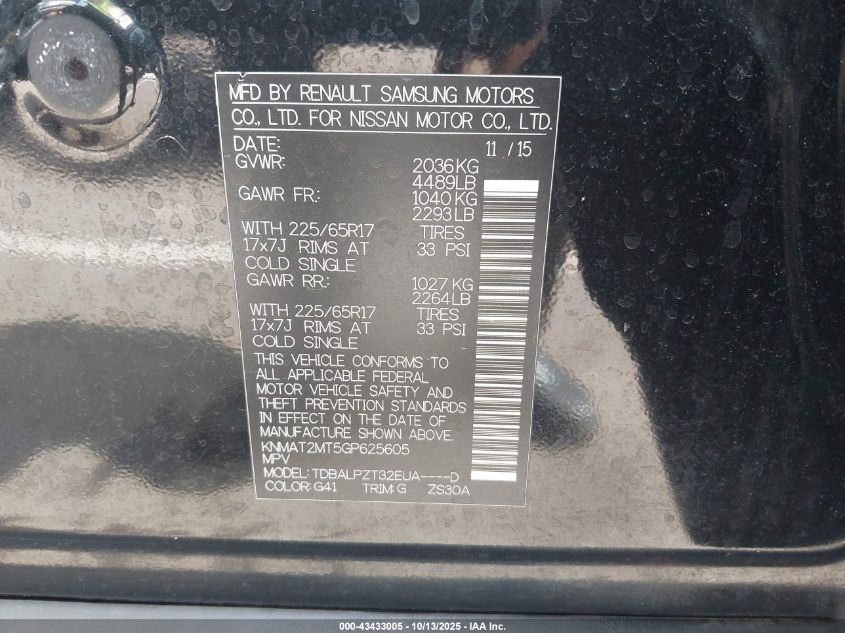 MFD BY RENAULT SAMSUNG MOTORS
CO., LTD. FOR NISSAN MOTOR CO., LTD.
DATE: 11 / 15
GVWR: 2036 KG
4489LB
GAWR FR: 1040 KG
2293 LB
WITH 225/65R17 TIRES
17x7J RIMS AT 33 PSI
COLD SINGLE
GAWR RR: 1027 KG
2264LB
WITH 225/65R17 TIRES
17x7J RIMS AT 33 PSI
COLD SINGLE
THIS VEHICLE CONFORMS TO
ALL APPLICABLE FEDERAL
MOTOR VEHICLE SAFETY AND
THEFT PREVENTION STANDARDS
IN EFFECT ON THE DATE OF
MANUFACTURE SHOWN ABOVE.
KNMAT2MT5GP625605
MPV
MODEL: TDBALPZT32EUA----D
COLOR: G41 TRIM: G ZS30A
000-43433005 - 10/13/2025 - IAA Inc.